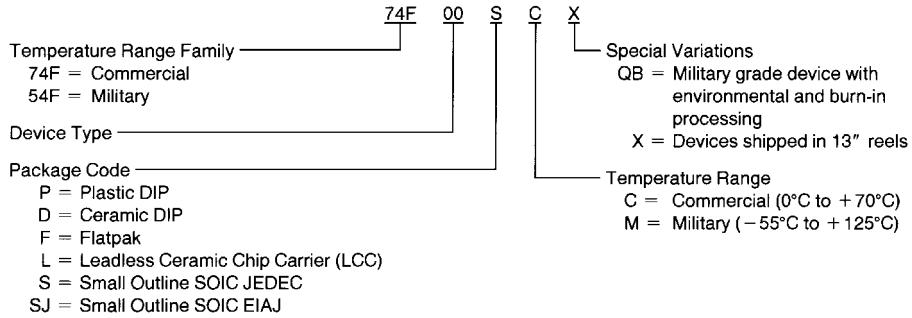 74F 00 S C X
Temperature Range Family
74F = Commercial
54F = Military
Device Type
Package Code
P = Plastic DIP
D = Ceramic DIP
F = Flatpak
L = Leadless Ceramic Chip Carrier (LCC)
S = Small Outline SOIC JEDEC
SJ = Small Outline SOIC EIAJ
Special Variations
QB = Military grade device with
environmental and burn-in
processing
X = Devices shipped in 13″ reels
Temperature Range
C = Commercial (0°C to +70°C)
M = Military (−55°C to +125°C)